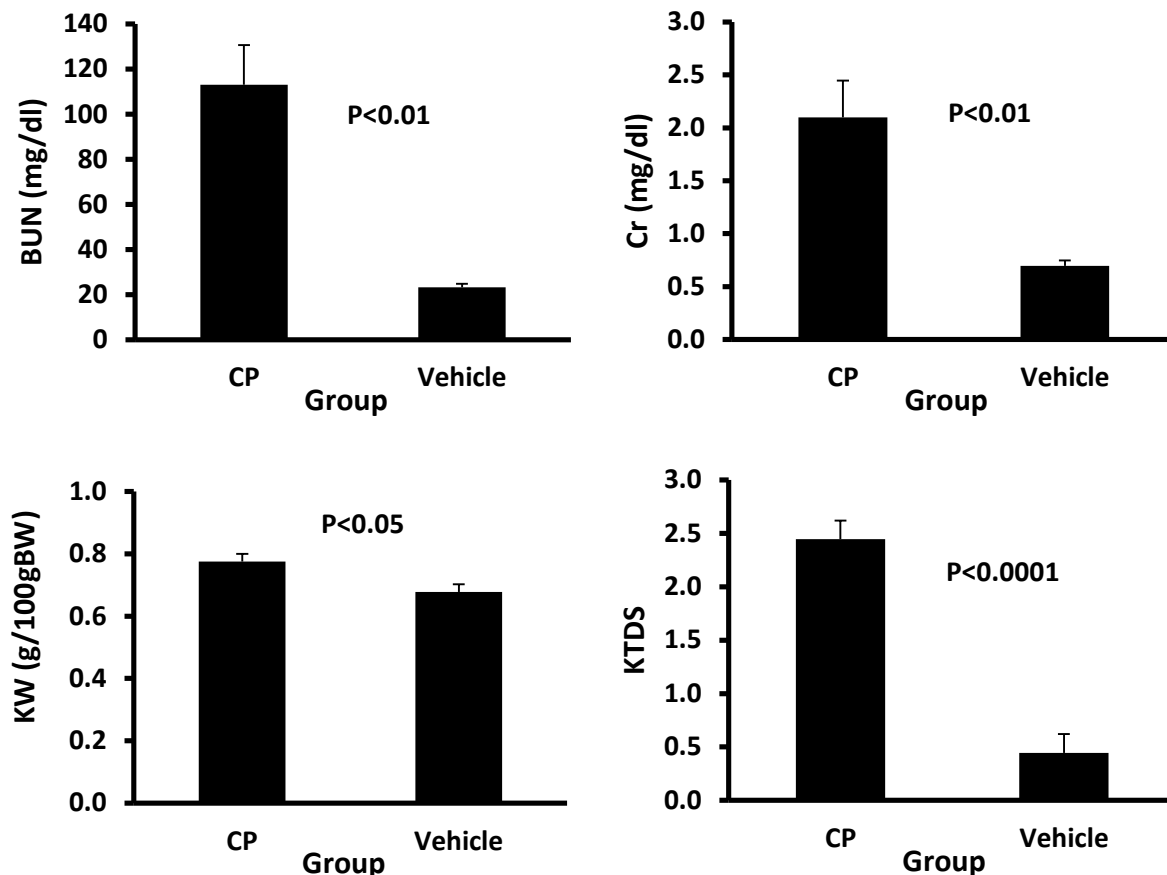 BUN (mg/dl)
140
120
100
80
60
40
20
0
P<0.01
CP
Vehicle
Group
Cr (mg/dl)
3.0
2.5
2.0
1.5
1.0
0.5
0.0
P<0.01
CP
Vehicle
Group
KW (g/100gBW)
1.0
0.8
0.6
0.4
0.2
0.0
P<0.05
CP
Vehicle
Group
KTDS
3.0
2.5
2.0
1.5
1.0
0.5
0.0
P<0.0001
CP
Vehicle
Group